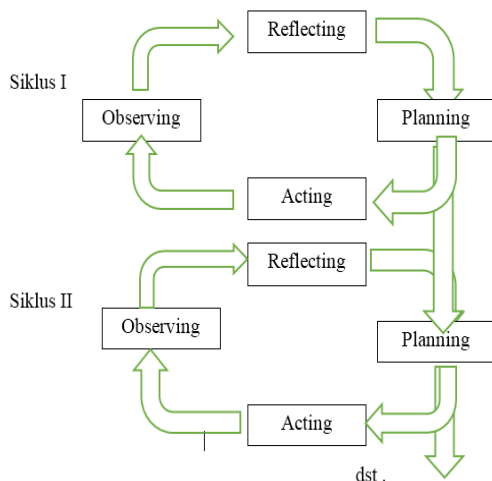 Reflecting
Siklus I
Observing
Planning
Acting
Reflecting
Siklus II
Observing
Planning
Acting
dst .